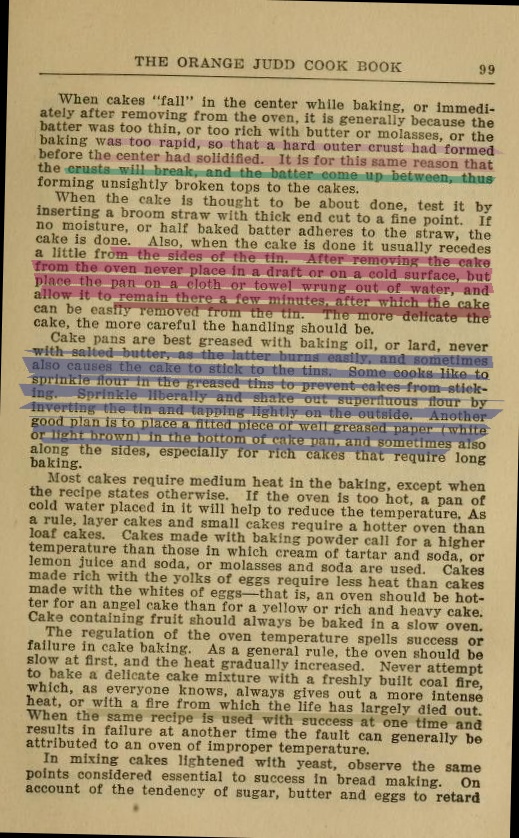 THE ORANGE JUDD COOK BOOK 99
When cakes "fall" in the center while baking, or immedi-
ately after removing from the oven, it is generally because the
batter was too thin, or too rich with butter or molasses, or the
baking was too rapid, so that a hard outer crust had formed
before the center had solidified. It is for this same reason that
the crusts will break, and the batter come up between, thus
forming unsightly broken tops to the cakes.
When the cake is thought to be about done, test it by
inserting a broom straw with thick end cut to a fine point. If
no moisture, or half baked batter adheres to the straw, the
cake is done. Also, when the cake is done it usually recedes
a little from the sides of the tin. After removing the cake
from the oven never place in a draft or on a cold surface, but
place the pan on a cloth or towel wrung out of water, and
allow it to remain there a few minutes, after which the cake
can be easily removed from the tin. The more delicate the
cake, the more careful the handling should be.
Cake pans are best greased with baking oil, or lard, never
with salted butter, as the latter burns easily, and sometimes
also causes the cake to stick to the tins. Some cooks like to
sprinkle flour in the greased tins to prevent cakes from stick-
ing. Sprinkle liberally and shake out superfluous flour by
inverting the tin and tapping lightly on the outside. Another
good plan is to place a fitted piece of well greased paper (white
or light brown) in the bottom of cake pan, and sometimes also
along the sides, especially for rich cakes that require long
baking.
Most cakes require medium heat in the baking, except when
the recipe states otherwise. If the oven is too hot, a pan of
cold water placed in it will help to reduce the temperature. As
a rule, layer cakes and small cakes require a hotter oven than
loaf cakes. Cakes made with baking powder call for a higher
temperature than those in which cream of tartar and soda, or
lemon juice and soda, or molasses and soda are used. Cakes
made rich with the yolks of eggs require less heat than cakes
made with the whites of eggs—that is, an oven should be hot-
ter for an angel cake than for a yellow or rich and heavy cake.
Cake containing fruit should always be baked in a slow oven.
The regulation of the oven temperature spells success or
failure in cake baking. As a general rule, the oven should be
slow at first, and the heat gradually increased. Never attempt
to bake a delicate cake mixture with a freshly built coal fire,
which, as everyone knows, always gives out a more intense
heat, or with a fire from which the life has largely died out.
When the same recipe is used with success at one time and
results in failure at another time the fault can generally be
attributed to an oven of improper temperature.
In mixing cakes lightened with yeast, observe the same
points considered essential to success in bread making. On
account of the tendency of sugar, butter and eggs to retard